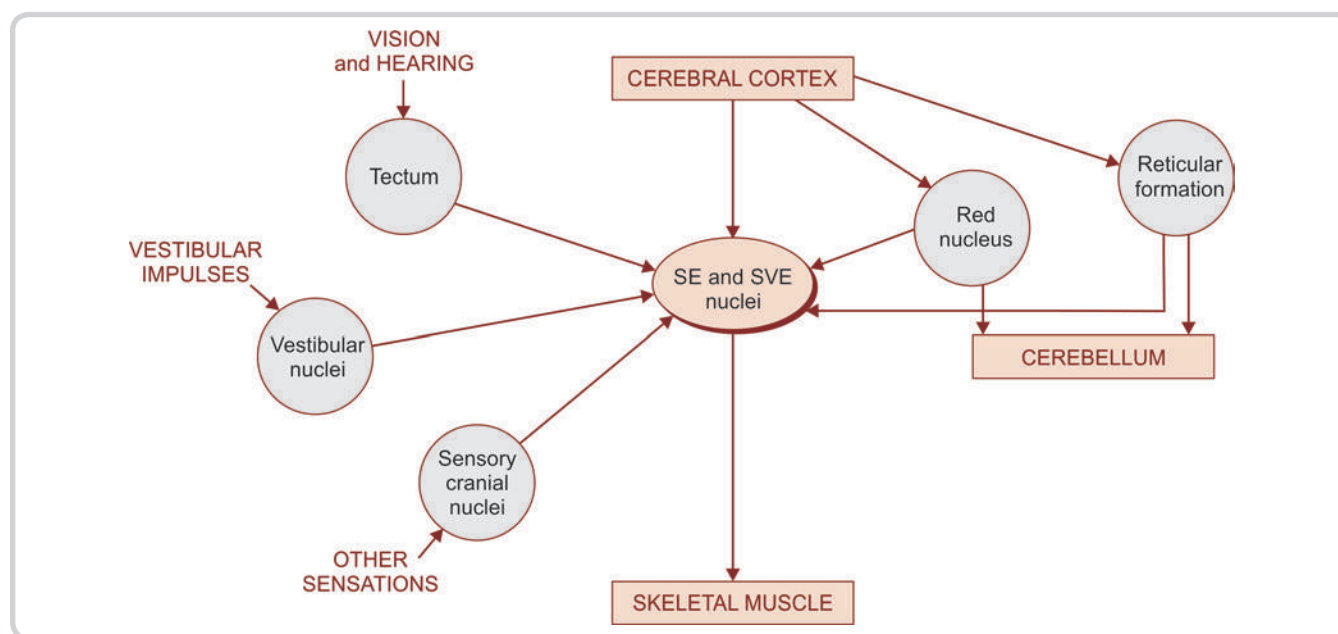 VISION
and HEARING
CEREBRAL CORTEX
Tectum
Reticular
formation
Red
nucleus
VESTIBULAR
IMPULSES
SE and SVE
nuclei
Vestibular
nuclei
CEREBELLUM
Sensory
cranial
nuclei
OTHER
SENSATIONS
SKELETAL MUSCLE